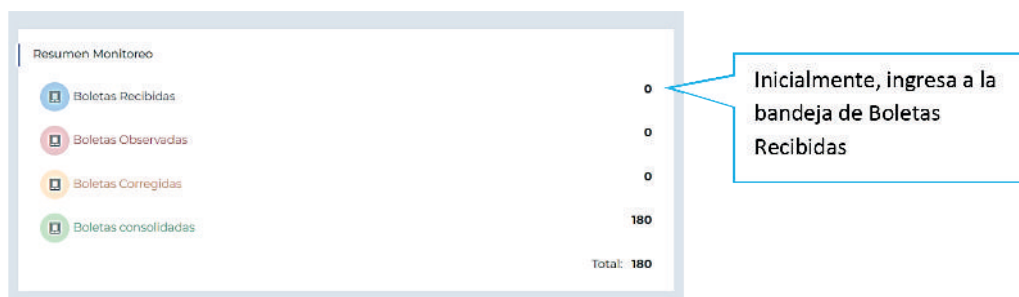 Resumen Monitoreo
Boletas Recibidas 0
Boletas Observadas 0
Boletas Corregidas 0
Boletas consolidadas 180
Total: 180
Inicialmente, ingresa a la
bandeja de Boletas
Recibidas